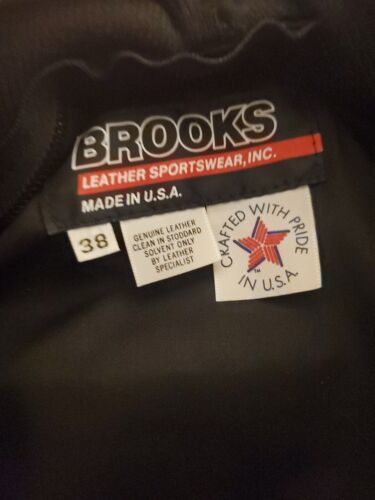 BROOKS
LEATHER SPORTSWEAR, INC.
MADE IN U.S.A.
38
GENUINE LEATHER
CLEAN IN STODDARD
SOLVENT ONLY
BY LEATHER
SPECIALIST
CRAFTED WITH PRIDE
IN U.S.A.
TM